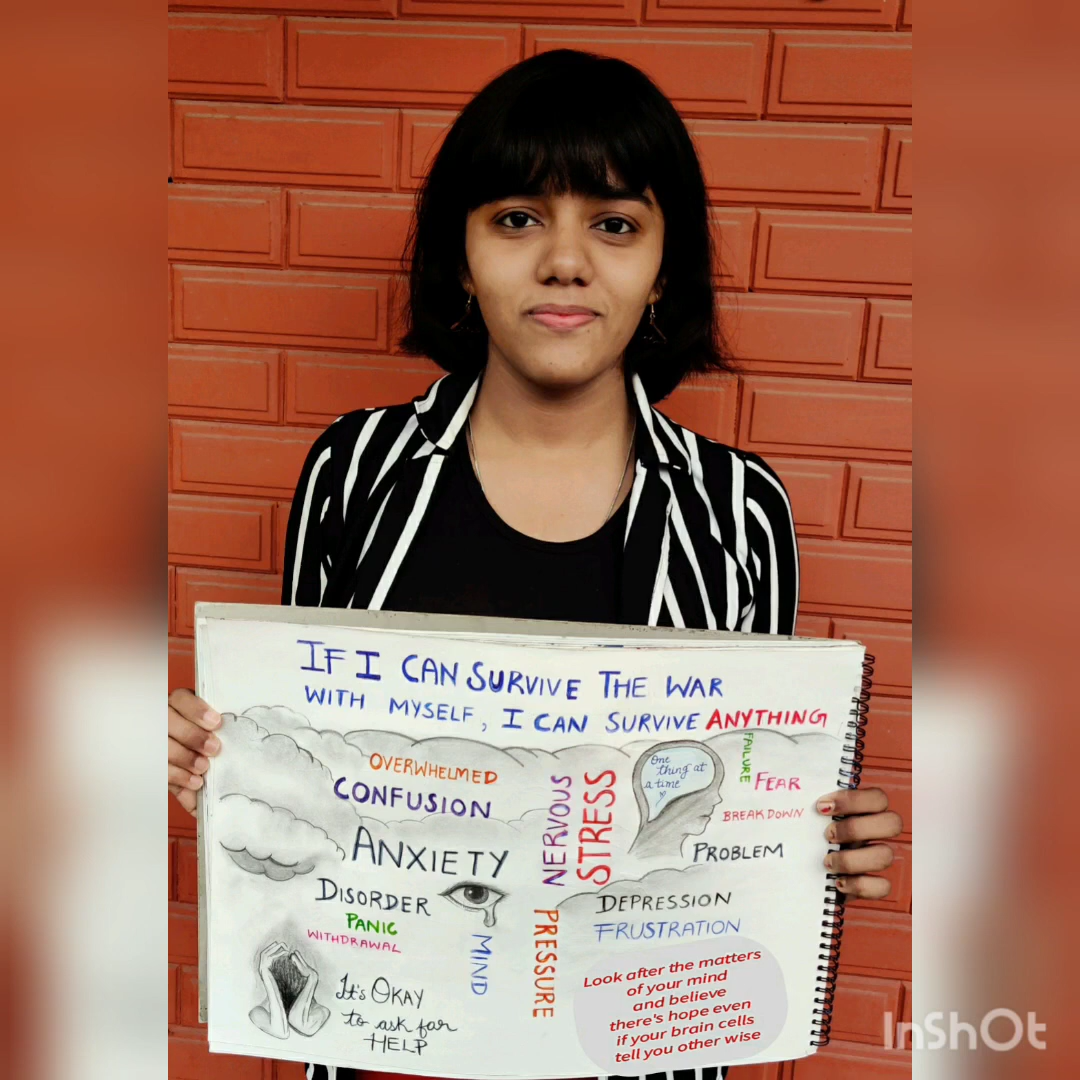 IF I CAN SURVIVE THE WAR
WITH MYSELF, I CAN SURVIVE ANYTHING
OVERWHELMED
CONFUSION
ANXIETY
DISORDER
PANIC
WITHDRAWAL
It's OKAY
to ask for
HELP
MIND
NERVOUS
STRESS
PRESSURE
One
thing at
a time
FAILURE
FEAR
BREAKDOWN
PROBLEM
DEPRESSION
FRUSTRATION
Look after the matters
of your mind
and believe
there's hope even
if your brain cells
tell you other wise
InShOt